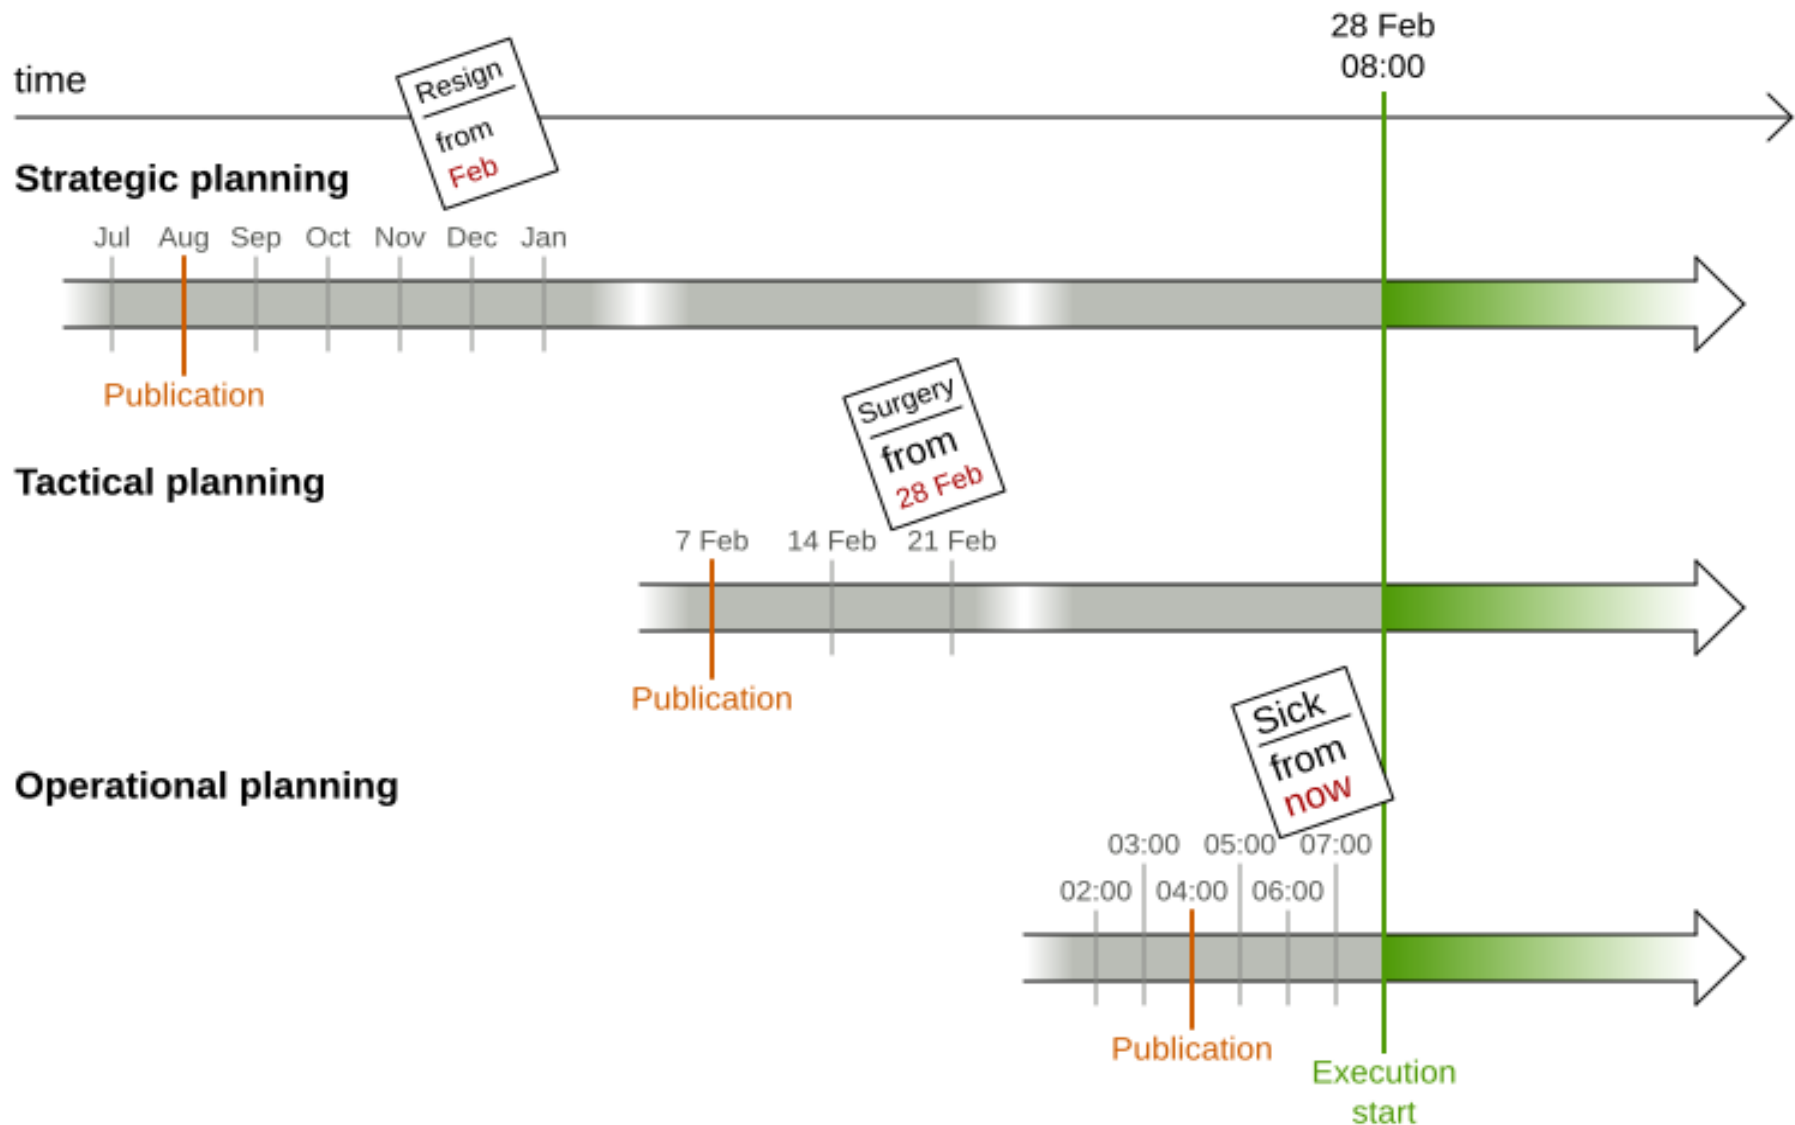 28 Feb
08:00
time
Resign
from
Feb
Strategic planning
Jul Aug Sep Oct Nov Dec Jan
Publication
Surgery
from
28 Feb
Tactical planning
7 Feb 14 Feb 21 Feb
Publication
Sick
from
now
Operational planning
03:00 05:00 07:00
02:00 04:00 06:00
Publication
Execution
start